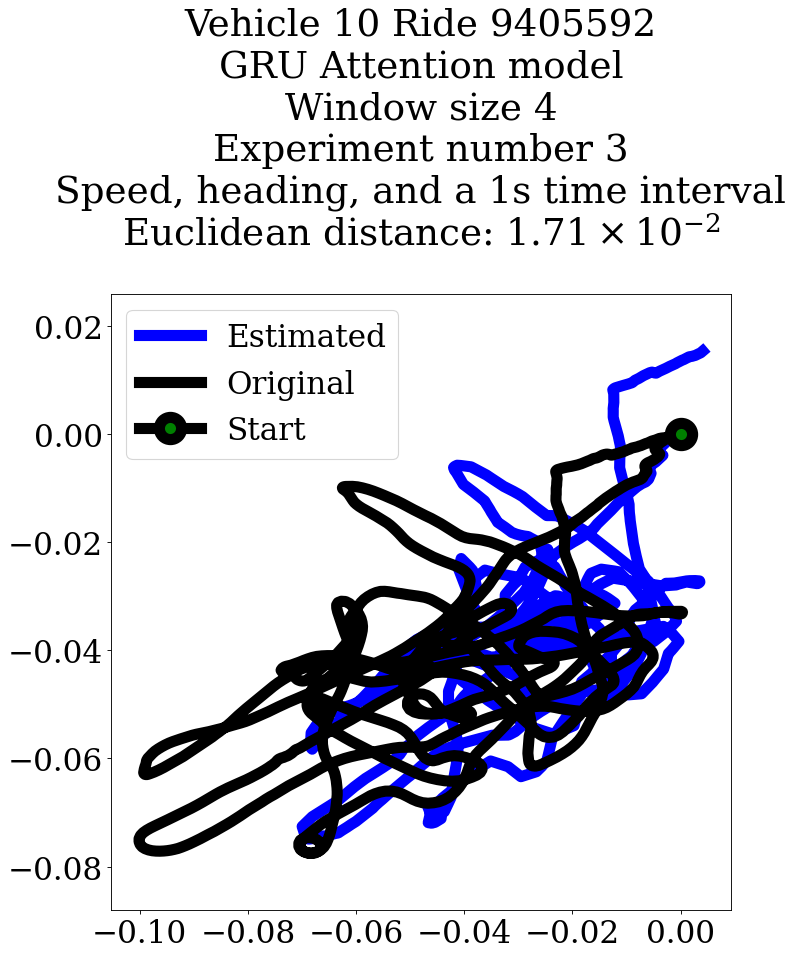 Vehicle 10 Ride 9405592
GRU Attention model
Window size 4
Experiment number 3
Speed, heading, and a 1s time interval
Euclidean distance: 1.71 × 10⁻²
Estimated
Original
Start
0.02
0.00
−0.02
−0.04
−0.06
−0.08
−0.10 −0.08 −0.06 −0.04 −0.02 0.00